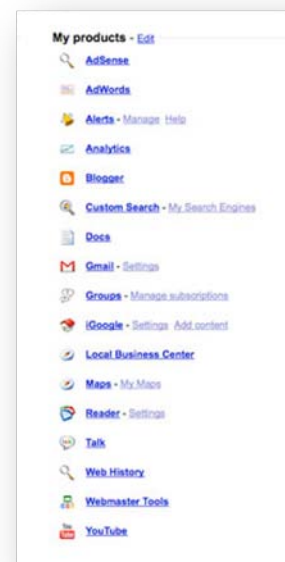 My products - Edit
AdSense
AdWords
Alerts - Manage Help
Analytics
Blogger
Custom Search - My Search Engines
Docs
Gmail - Settings
Groups - Manage subscriptions
iGoogle - Settings Add content
Local Business Center
Maps - My Maps
Reader - Settings
Talk
Web History
Webmaster Tools
You Tube YouTube